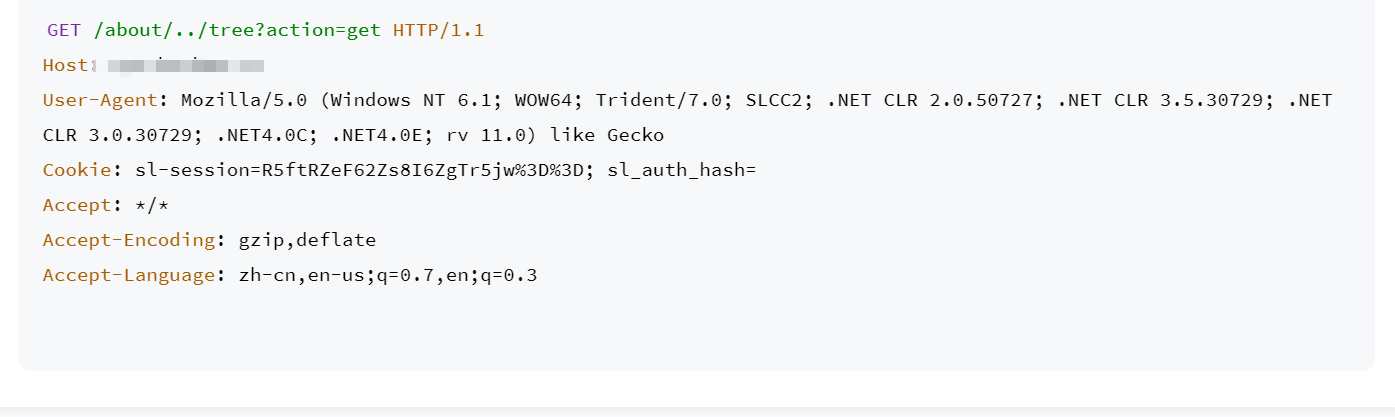 GET /about/../tree?action=get HTTP/1.1
Host:
User-Agent: Mozilla/5.0 (Windows NT 6.1; WOW64; Trident/7.0; SLCC2; .NET CLR 2.0.50727; .NET CLR 3.5.30729; .NET
CLR 3.0.30729; .NET4.0C; .NET4.0E; rv 11.0) like Gecko
Cookie: sl-session=R5ftRZeF62Zs8I6ZgTr5jw%3D%3D; sl_auth_hash=
Accept: */*
Accept-Encoding: gzip,deflate
Accept-Language: zh-cn,en-us;q=0.7,en;q=0.3